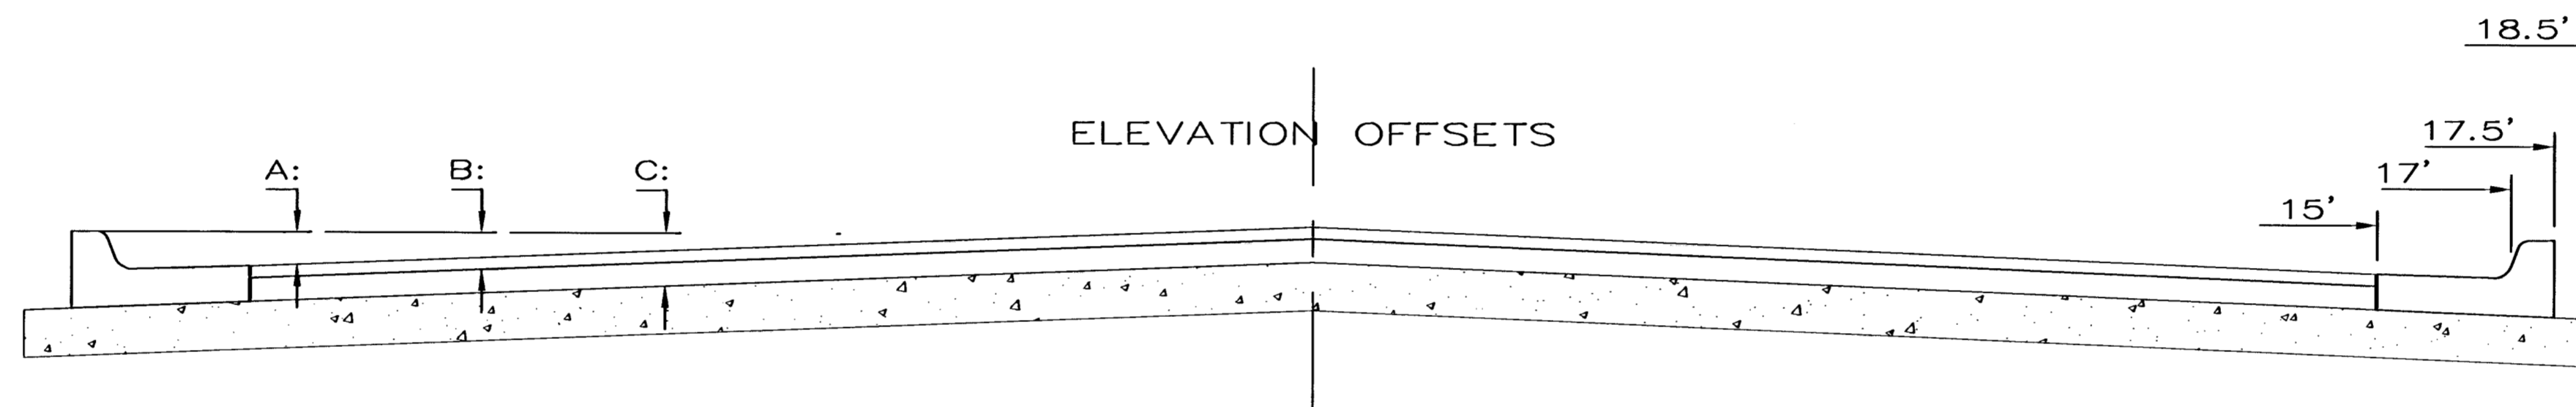 18.5'
ELEVATION OFFSETS
17.5'
A: B: C:
17'
15'